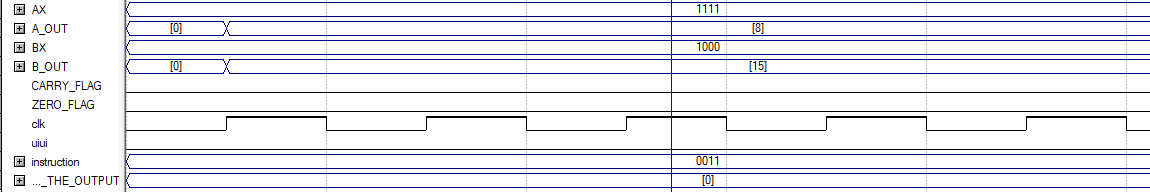 AX 1111
A_OUT [0] [8]
BX 1000
B_OUT [0] [15]
CARRY_FLAG
ZERO_FLAG
clk
uiui
instruction 0011
..._THE_OUTPUT [0]